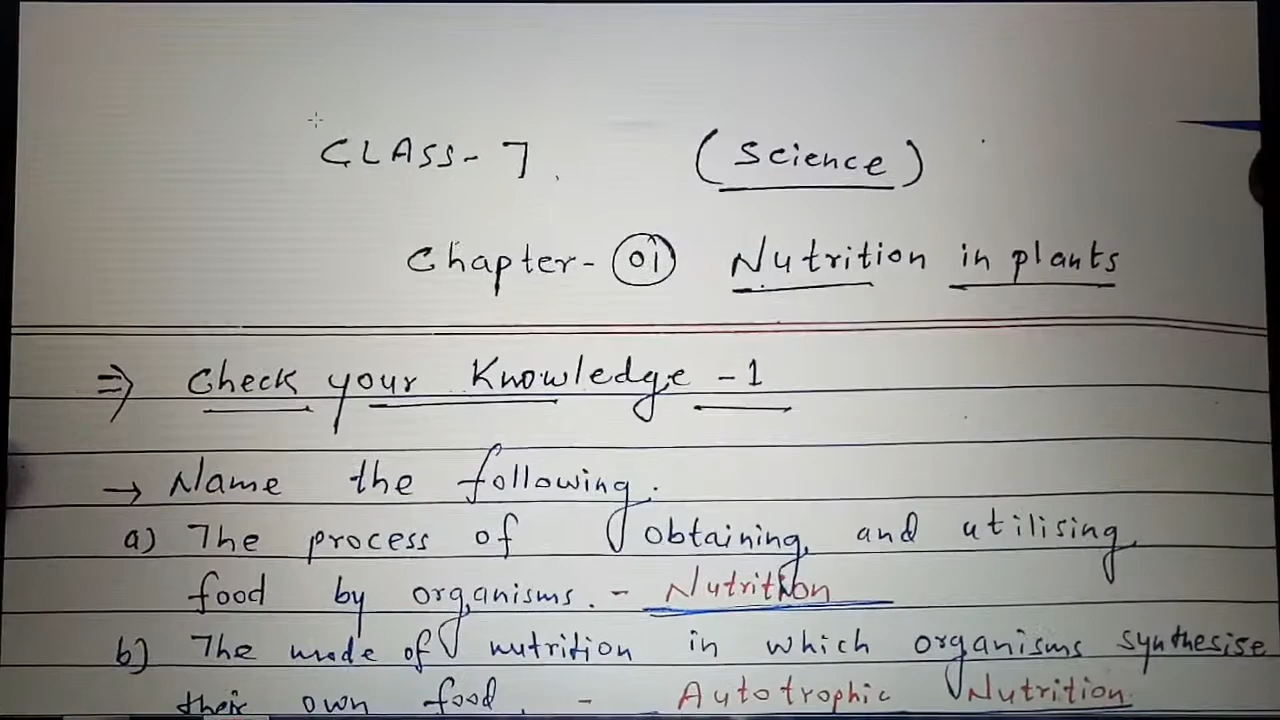 CLASS-7. (Science)
Chapter- 01 Nutrition in plants
⇒ Check your Knowledge -1
→ Name the following.
a) The process of obtaining and utilising
food by organisms. - Nutrition
b) The mode of nutrition in which organisms synthesise
their own food. - Autotrophic Nutrition.